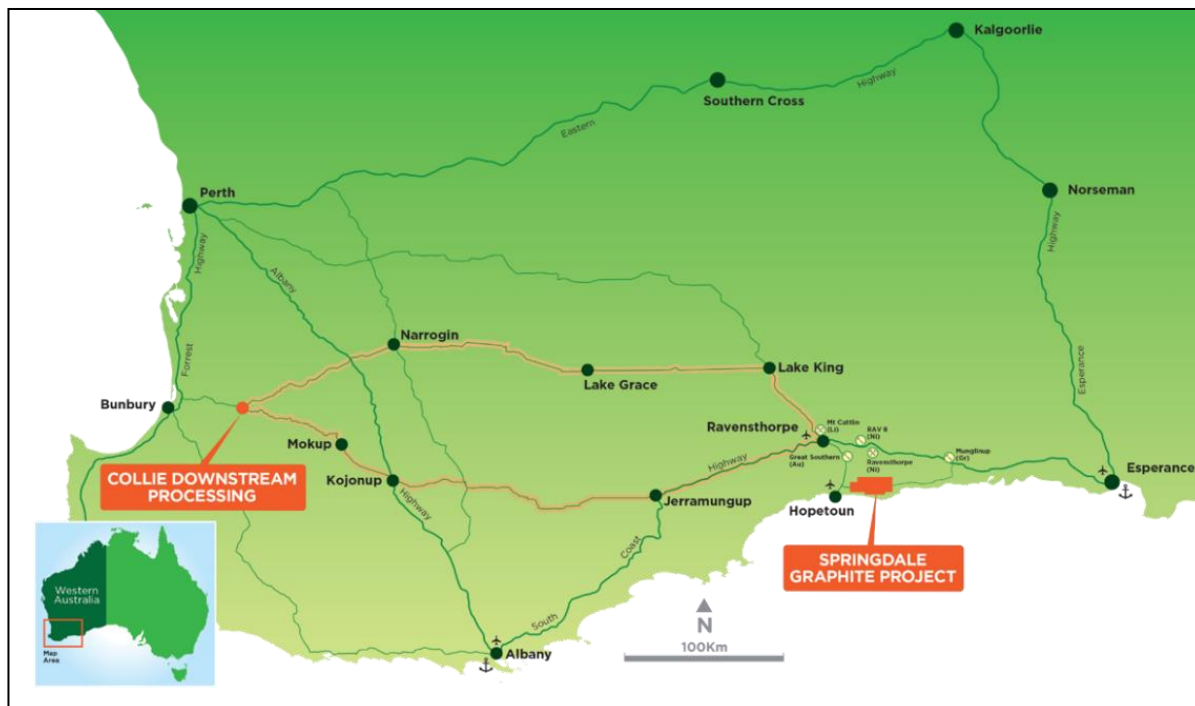 Kalgoorlie
Highway
Southern Cross
Eastern
Perth
Norseman
Highway
Albany
Highway
Forrest
Narrogin
Lake Grace
Lake King
Esperance
Bunbury
Mokup
Ravensthorpe
Mt Cattlin
(Li)
RAV 8
(Ni)
Great Southern
(Au)
Ravensthorpe
(Ni)
Munglinup
(Gr)
COLLIE DOWNSTREAM
PROCESSING
Kojonup
Highway
Highway
Jerramungup
Hopetoun
Esperance
Coast
South
SPRINGDALE
GRAPHITE PROJECT
Western
Australia
Map
Area
N
100Km
Albany